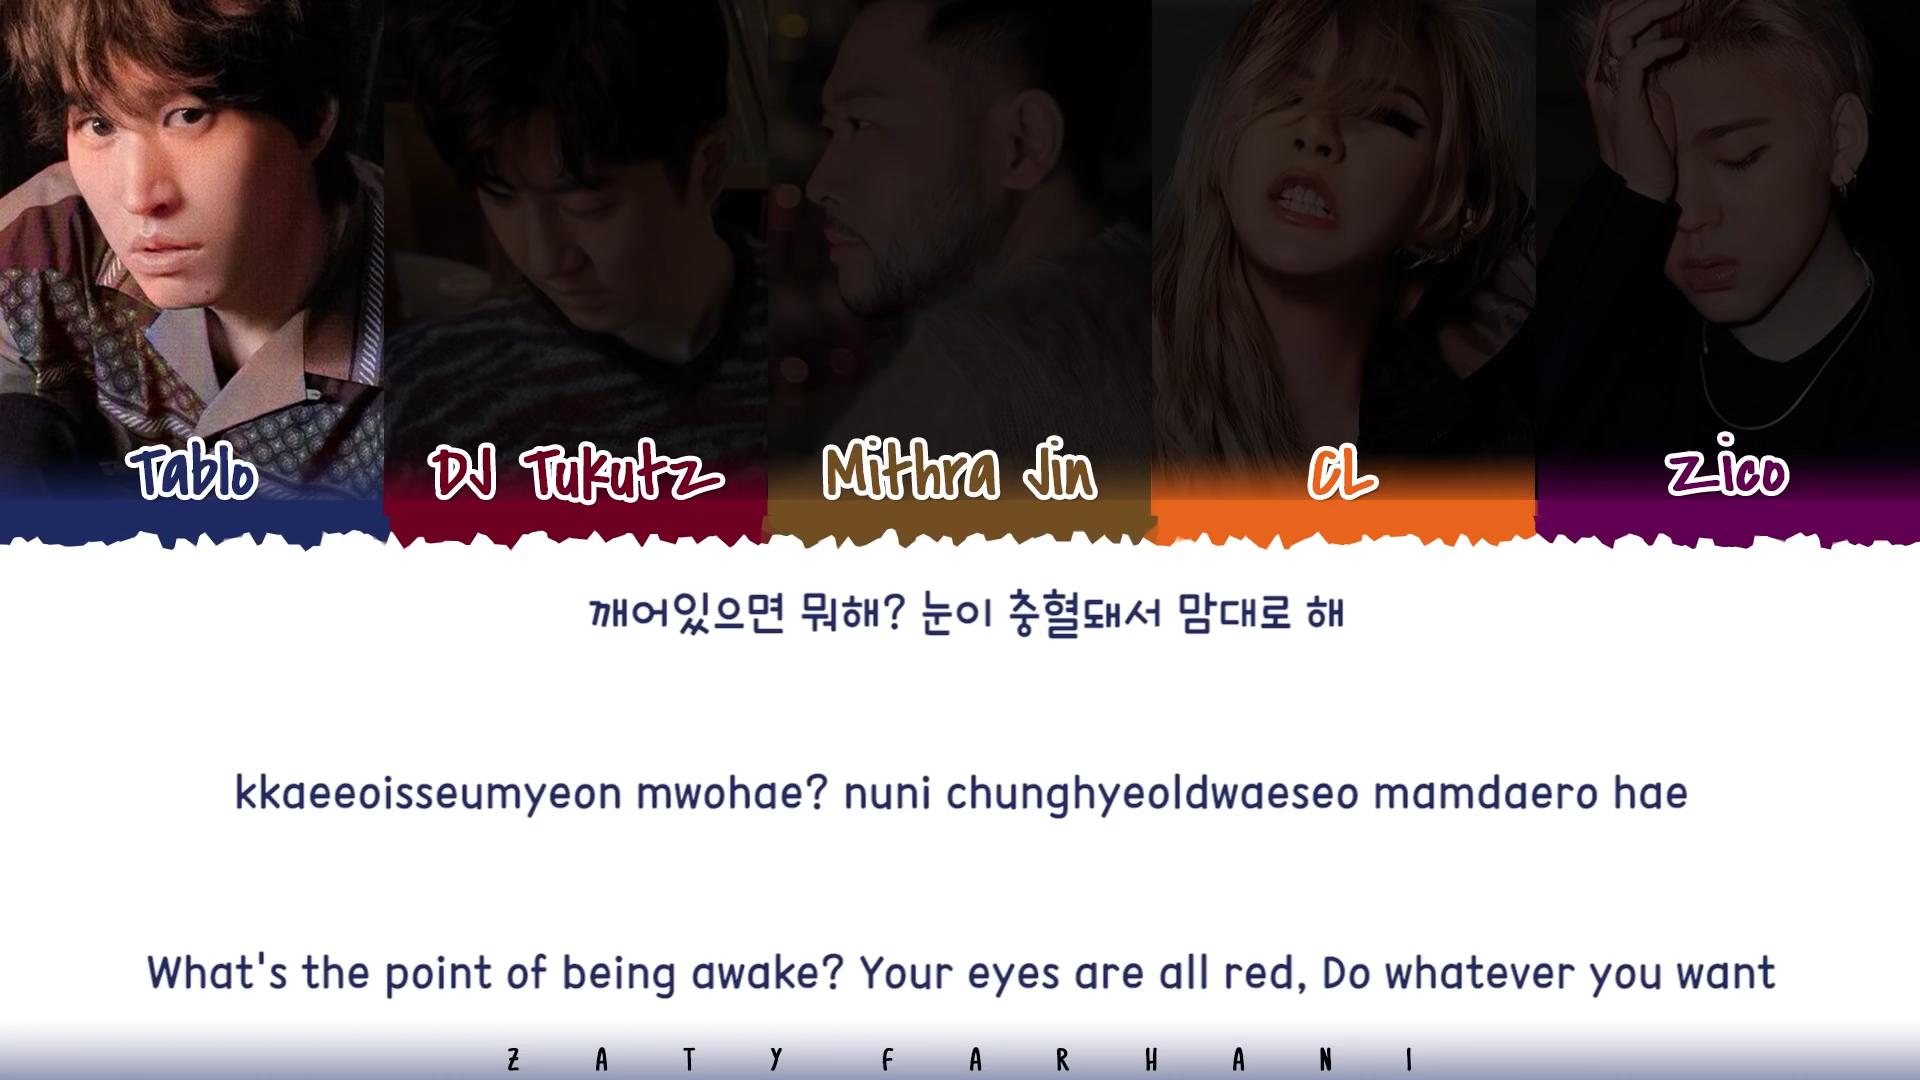 Tablo
DJ Tukutz
Mithra Jin
CL
Zico
깨어있으면 뭐해? 눈이 충혈돼서 맘대로 해
kkaeeoisseumyeon mwohae? nuni chunghyeoldwaeseo mamdaero hae
What's the point of being awake? Your eyes are all red, Do whatever you want
ZATY FARHANI